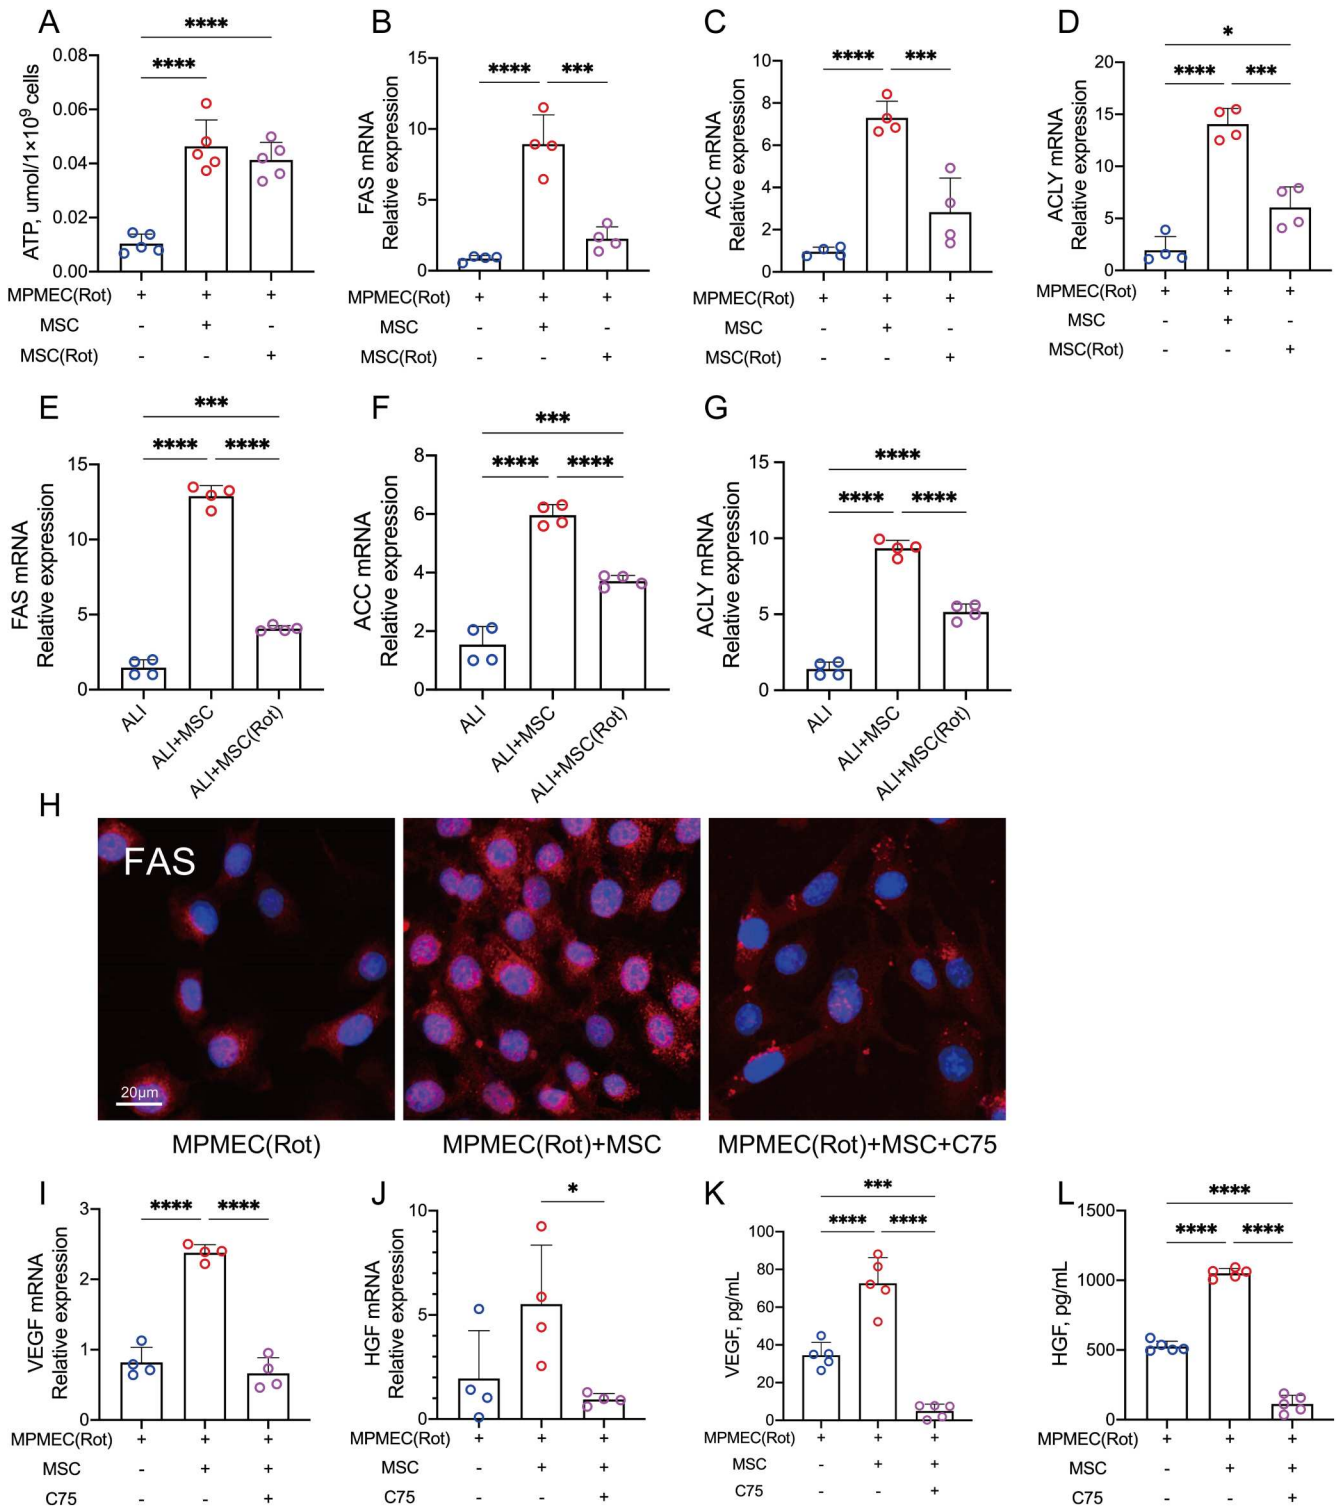 A
****
****
ATP, umol/1×10⁹ cells
0.08
0.06
0.04
0.02
0.00
MPMEC(Rot) + + +
MSC - + -
MSC(Rot) - - +
B
**** ***
FAS mRNA
Relative expression
15
10
5
0
MPMEC(Rot) + + +
MSC - + -
MSC(Rot) - - +
C
**** ***
ACC mRNA
Relative expression
10
8
6
4
2
0
MPMEC(Rot) + + +
MSC - + -
MSC(Rot) - - +
D
*
**** ***
ACLY mRNA
Relative expression
20
15
10
5
0
MPMEC(Rot) + + +
MSC - + -
MSC(Rot) - - +
E
***
**** ****
FAS mRNA
Relative expression
15
10
5
0
ALI
ALI+MSC
ALI+MSC(Rot)
F
***
**** ****
ACC mRNA
Relative expression
8
6
4
2
0
ALI
ALI+MSC
ALI+MSC(Rot)
G
****
**** ****
ACLY mRNA
Relative expression
15
10
5
0
ALI
ALI+MSC
ALI+MSC(Rot)
H
FAS
20μm
MPMEC(Rot)
MPMEC(Rot)+MSC
MPMEC(Rot)+MSC+C75
I
**** ****
VEGF mRNA
Relative expression
3
2
1
0
MPMEC(Rot) + + +
MSC - + +
C75 - - +
J
*
HGF mRNA
Relative expression
10
5
0
MPMEC(Rot) + + +
MSC - + +
C75 - - +
K
***
**** ****
VEGF, pg/mL
100
80
60
40
20
0
MPMEC(Rot) + + +
MSC - + +
C75 - - +
L
****
**** ****
HGF, pg/mL
1500
1000
500
0
MPMEC(Rot) + + +
MSC - + +
C75 - - +